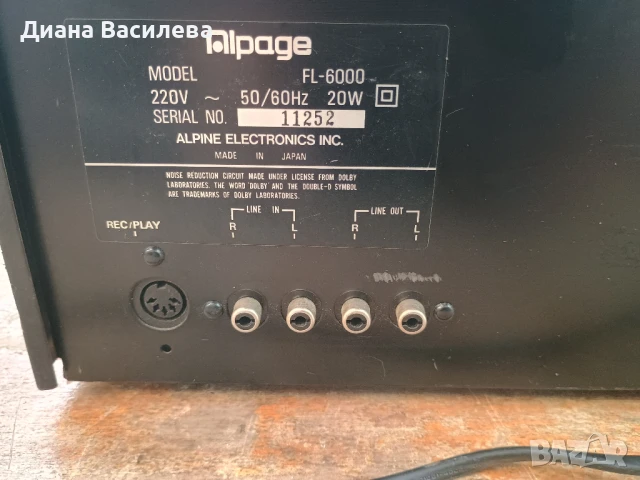 Диана Василева
Alpage
MODEL FL-6000
220V ~ 50/60Hz 20W
SERIAL NO. 11252
ALPINE ELECTRONICS INC.
MADE IN JAPAN
NOISE REDUCTION CIRCUIT MADE UNDER LICENSE FROM DOLBY
LABORATORIES. THE WORD 'DOLBY' AND THE DOUBLE-D SYMBOL
ARE TRADEMARKS OF DOLBY LABORATORIES.
REC/PLAY
LINE IN
R L
LINE OUT
R L
BAZAR